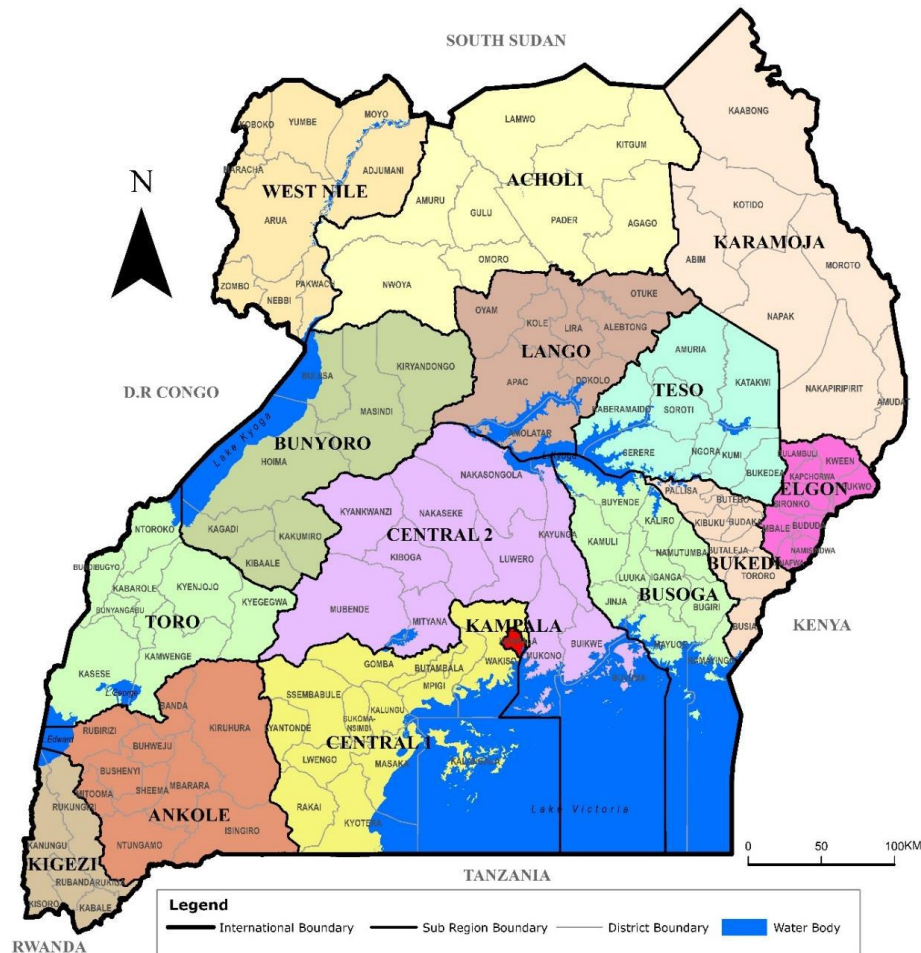 SOUTH SUDAN
KAABONG
MOYO
YUMBE
KOBOKO
LAMWO
KITGUM
N
MARACHA
ADJUMANI
WEST NILE
ACHOLI
KOTIDO
ARUA
AMURU
GULU
PADER
AGAGO
KARAMOJA
ABIM
MOROTO
OMORO
ZOMBO
PAKWACH
NEBBI
NWOYA
OTUKE
OYAM
KOLE
LIRA
ALEBTONG
NAPAK
LANGO
AMURIA
KIRYANDONGO
D.R CONGO
APAC
DOKOLO
TESO
KATAKWI
NAKAPIRIPIRIT
AMUDAT
MASINDI
KABERAMAIDO
SOROTI
Lake Kyoga
BUNYORO
AMOLATAR
HOIMA
SERERE
NGORA
KUMI
BUKEDEA
BULAMBULI
KWEEN
KAPCHORWA
NAKASONGOLA
ELGON
PALLISA
BUTEBO
SIRONKO
BUYENDE
KAGADI
KAKUMIRO
KYANKWANZI
NAKASEKE
NTOROKO
CENTRAL 2
KAYUNGA
KALIRO
KIBUKU
BUDAKA
MBALE
BUDUDA
KAMULI
NAMUTUMBA
BUTALEJA
BUKEDI
KIBAALE
KIBOGA
LUWERO
BUNDIBUGYO
KABAROLE
KYENJOJO
KYEGEGWA
LUUKA
IGANGA
TORORO
BUNYANGABU
MUBENDE
JINJA
BUSOGA
BUGIRI
TORO
MITYANA
KAMPALA
BUSIA
KENYA
KAMWENGE
BUIKWE
MAYUGE
KASESE
GOMBA
BUTAMBALA
WAKISO
MUKONO
L.George
SSEMBABULE
KALUNGU
MPIGI
RUBIRIZI
KIRUHURA
BUHWEJU
CENTRAL 1
BUSHENYI
LWENGO
MASAKA
MITOOMA
SHEEMA
MBARARA
RUKUNGIRI
RAKAI
Lake Victoria
ANKOLE
ISINGIRO
KYOTERA
NTUNGAMO
KANUNGU
KIGEZI
KISORO
KABALE
0 50 100KM
TANZANIA
RWANDA
Legend
International Boundary
Sub Region Boundary
District Boundary
Water Body